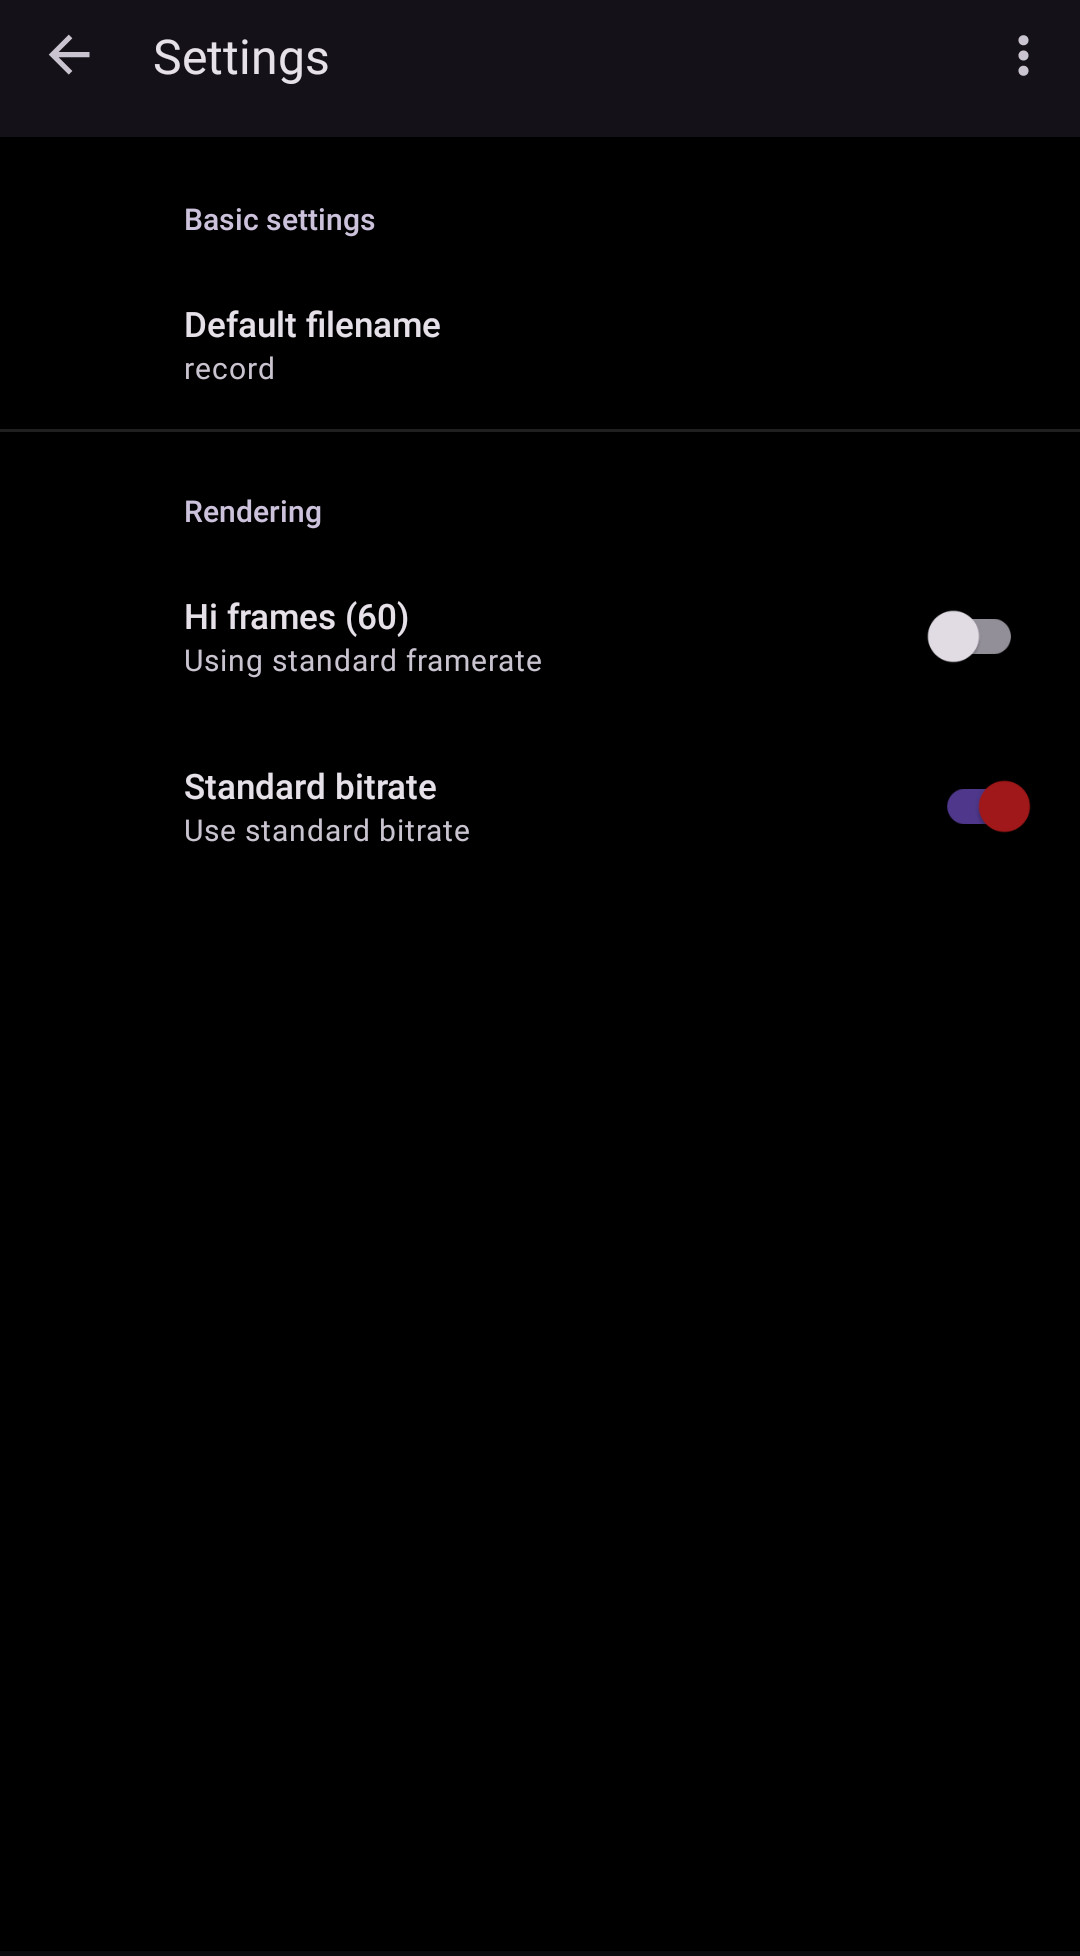 Settings
Basic settings
Default filename
record
Rendering
Hi frames (60)
Using standard framerate
Standard bitrate
Use standard bitrate